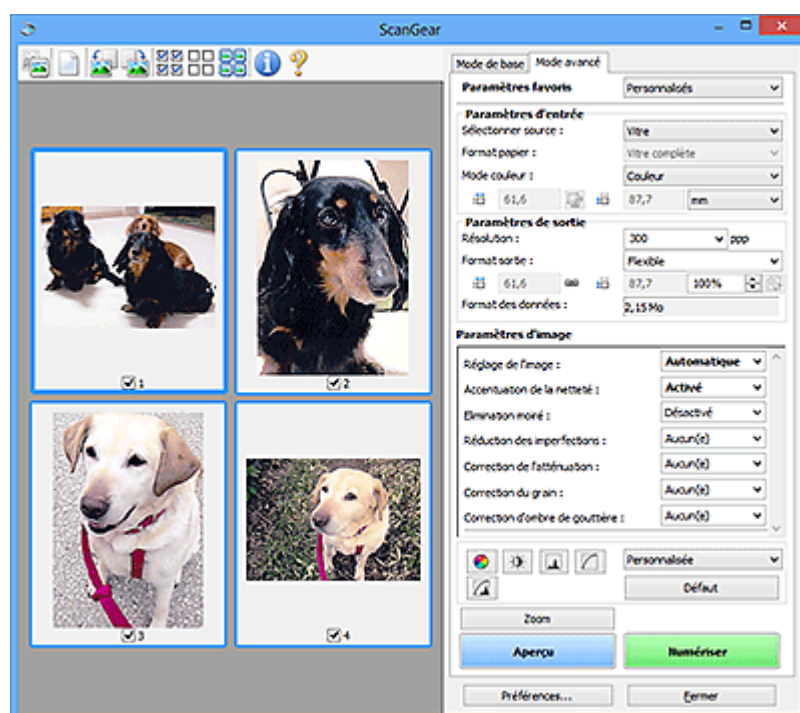 ScanGear
Mode de base Mode avancé
Paramètres favoris Personnalisés
Paramètres d'entrée
Sélectionner source : Vitre
Format papier : Vitre complète
Mode couleur : Couleur
61,6 87,7 mm
Paramètres de sortie
Résolution : 300 ppp
Format sortie : Flexible
61,6 87,7 100%
Format des données : 2,15 Mo
Paramètres d'image
Réglage de l'image : Automatique
Accentuation de la netteté : Activé
Elimination moiré : Désactivé
Réduction des imperfections : Aucun(e)
Correction de l'atténuation : Aucun(e)
Correction du grain : Aucun(e)
Correction d'ombre de gouttière : Aucun(e)
Personnalisée
Défaut
Zoom
Aperçu Numériser
Préférences... Fermer
1
2
3
4